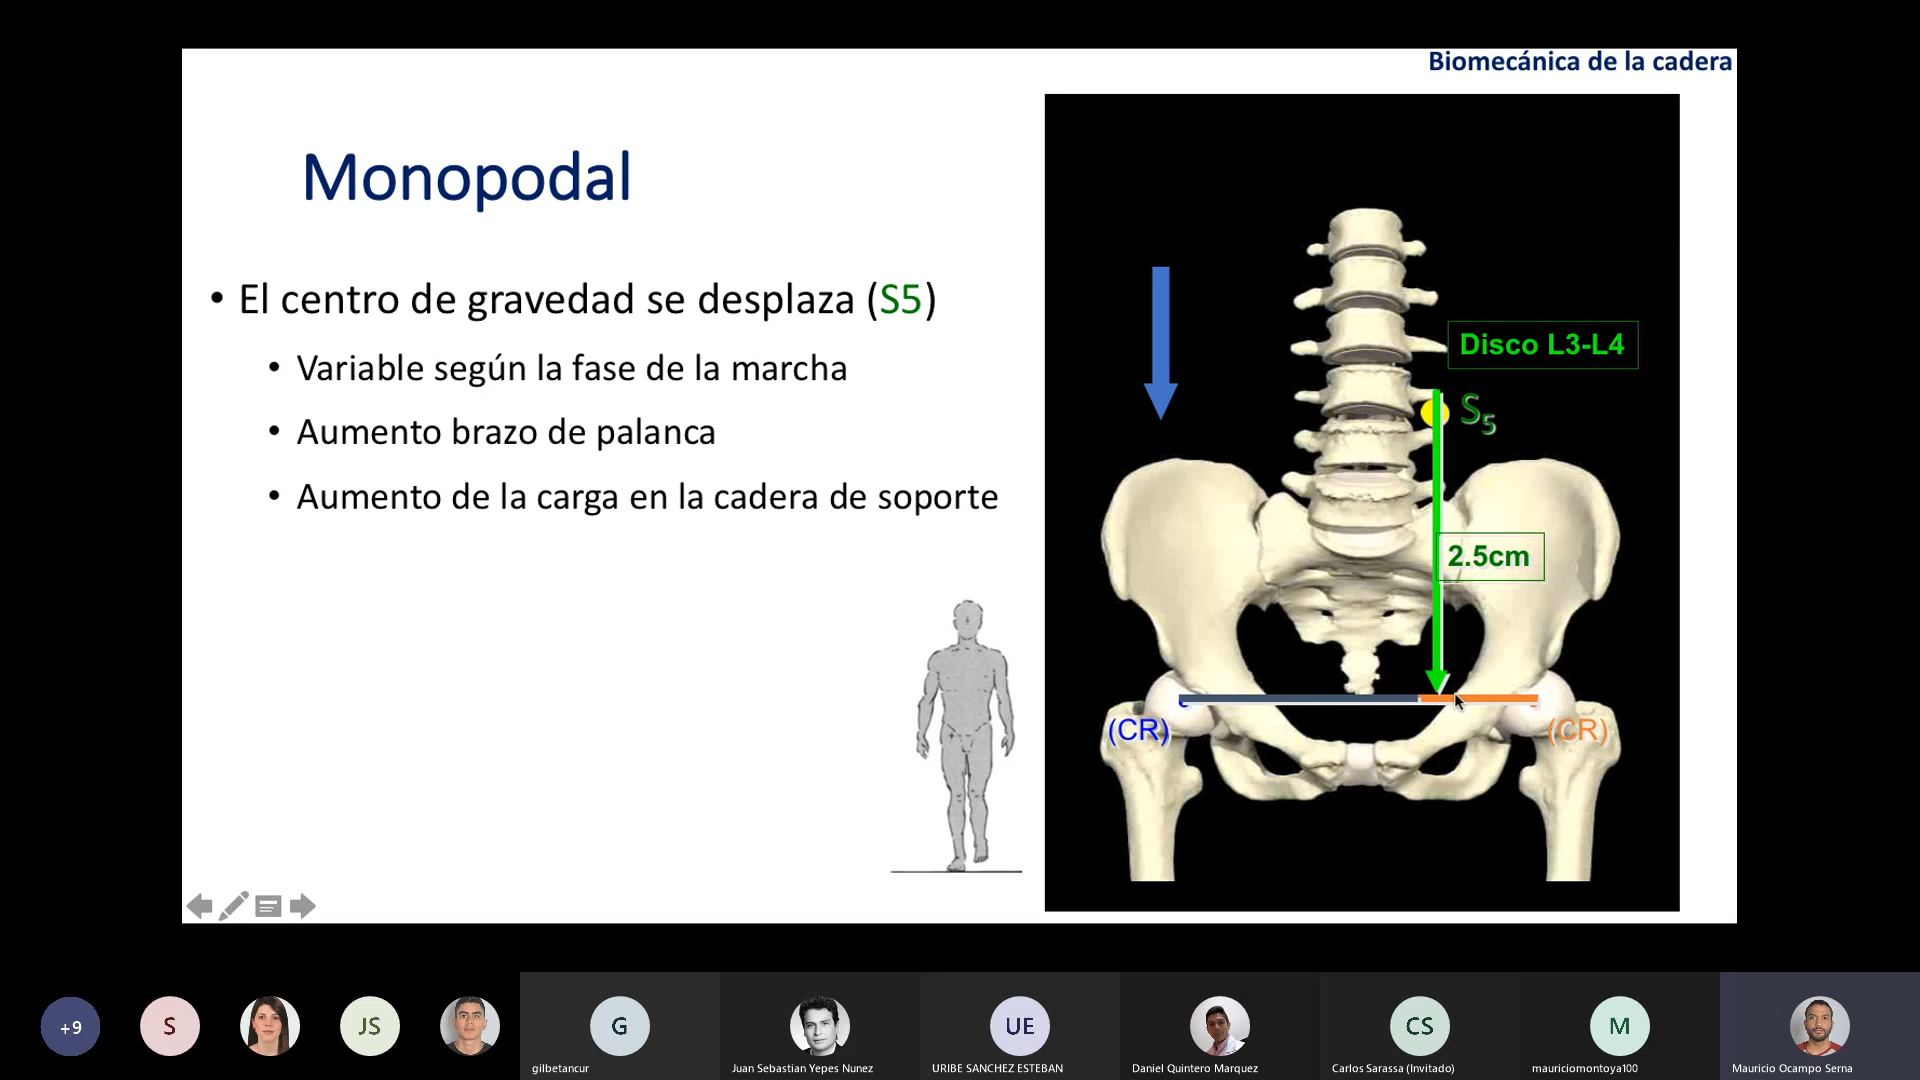 Biomecánica de la cadera
Monopodal
• El centro de gravedad se desplaza (S5)
• Variable según la fase de la marcha
• Aumento brazo de palanca
• Aumento de la carga en la cadera de soporte
Disco L3-L4
S5
2.5cm
(CR)
(CR)
+9
S
JS
G
UE
CS
M
gilbetancur
Juan Sebastian Yepes Nunez
URIBE SANCHEZ ESTEBAN
Daniel Quintero Marquez
Carlos Sarassa (Invitado)
mauriciomontoya100
Mauricio Ocampo Serna